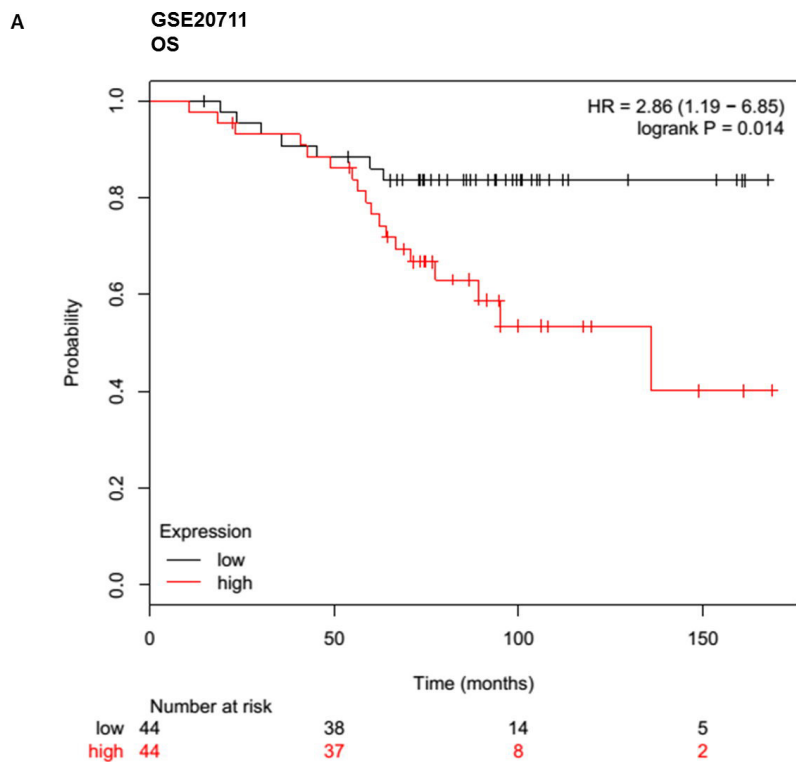 A
GSE20711
OS
HR = 2.86 (1.19 − 6.85)
logrank P = 0.014
Probability
1.0
0.8
0.6
0.4
0.2
0.0
Expression
low
high
0 50 100 150
Time (months)
Number at risk
low 44 38 14 5
high 44 37 8 2